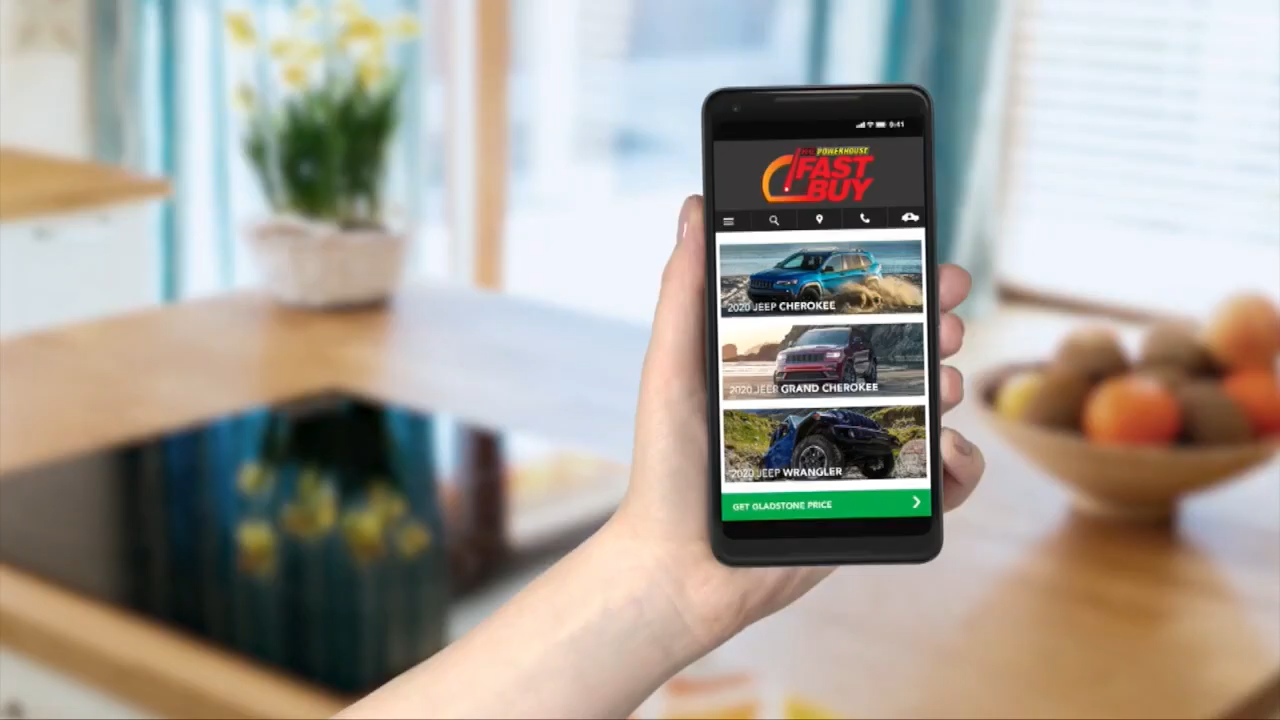 9:41
POWERHOUSE
FAST
BUY
2020 JEEP CHEROKEE
2020 JEEP GRAND CHEROKEE
2020 JEEP WRANGLER
GET GLADSTONE PRICE